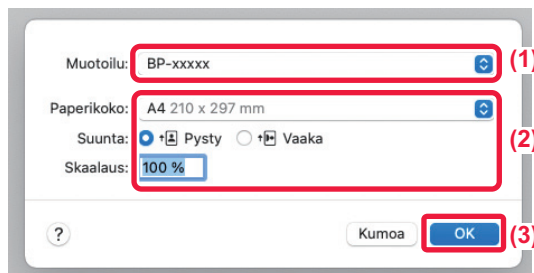 Muotoilu: BP-xxxxx (1)
Paperikoko: A4 210 x 297 mm
Suunta: Pysty Vaaka (2)
Skaalaus: 100 %
? Kumoa OK (3)